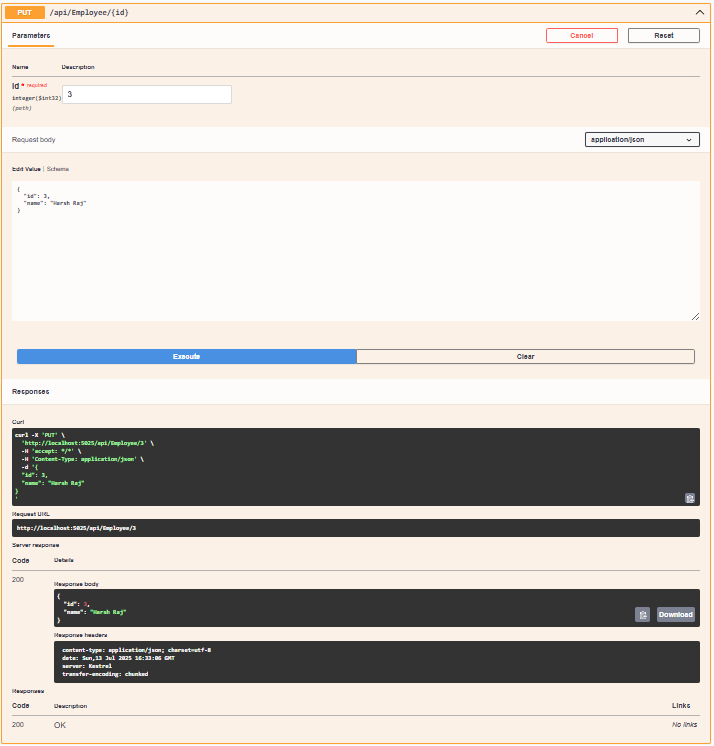 PUT /api/Employee/{id}
Parameters
Cancel
Reset
Name Description
id * required
integer($int32)
(path)
3
Request body
application/json
Edit Value | Schema
{
"id": 3,
"name": "Harsh Raj"
}
Execute
Clear
Responses
Curl
curl -X 'PUT' \
'http://localhost:5025/api/Employee/3' \
-H 'accept: */*' \
-H 'Content-Type: application/json' \
-d '{
"id": 3,
"name": "Harsh Raj"
}
'
Request URL
http://localhost:5025/api/Employee/3
Server response
Code Details
200
Response body
{
"id": 3,
"name": "Harsh Raj"
}
Download
Response headers
content-type: application/json; charset=utf-8
date: Sun,13 Jul 2025 16:33:06 GMT
server: Kestrel
transfer-encoding: chunked
Responses
Code Description Links
200 OK No links